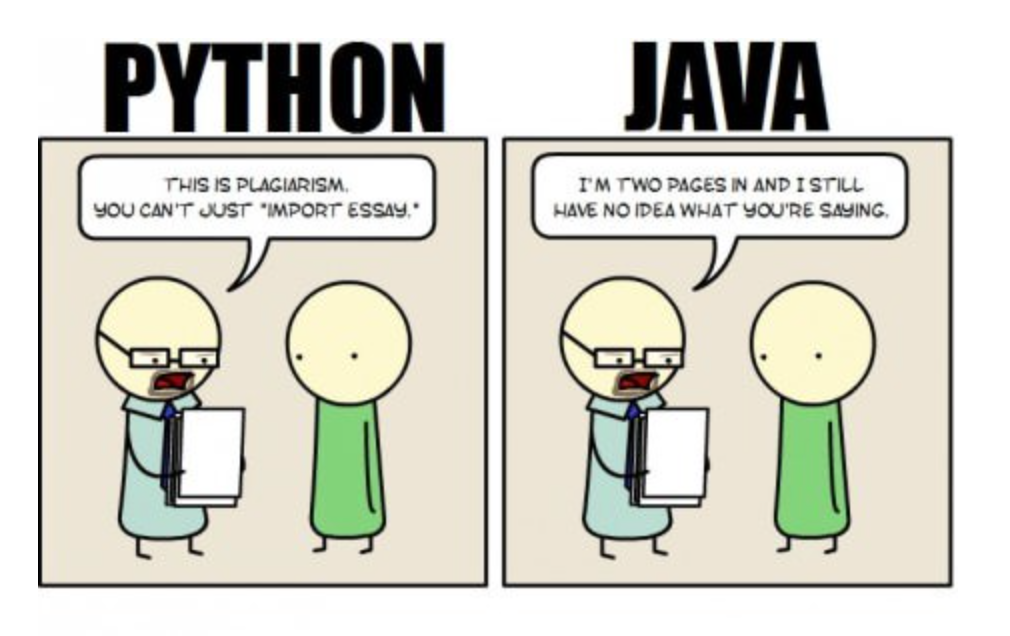 PYTHON
THIS IS PLAGIARISM.
YOU CAN'T JUST "IMPORT ESSAY."
JAVA
I'M TWO PAGES IN AND I STILL
HAVE NO IDEA WHAT YOU'RE SAYING.